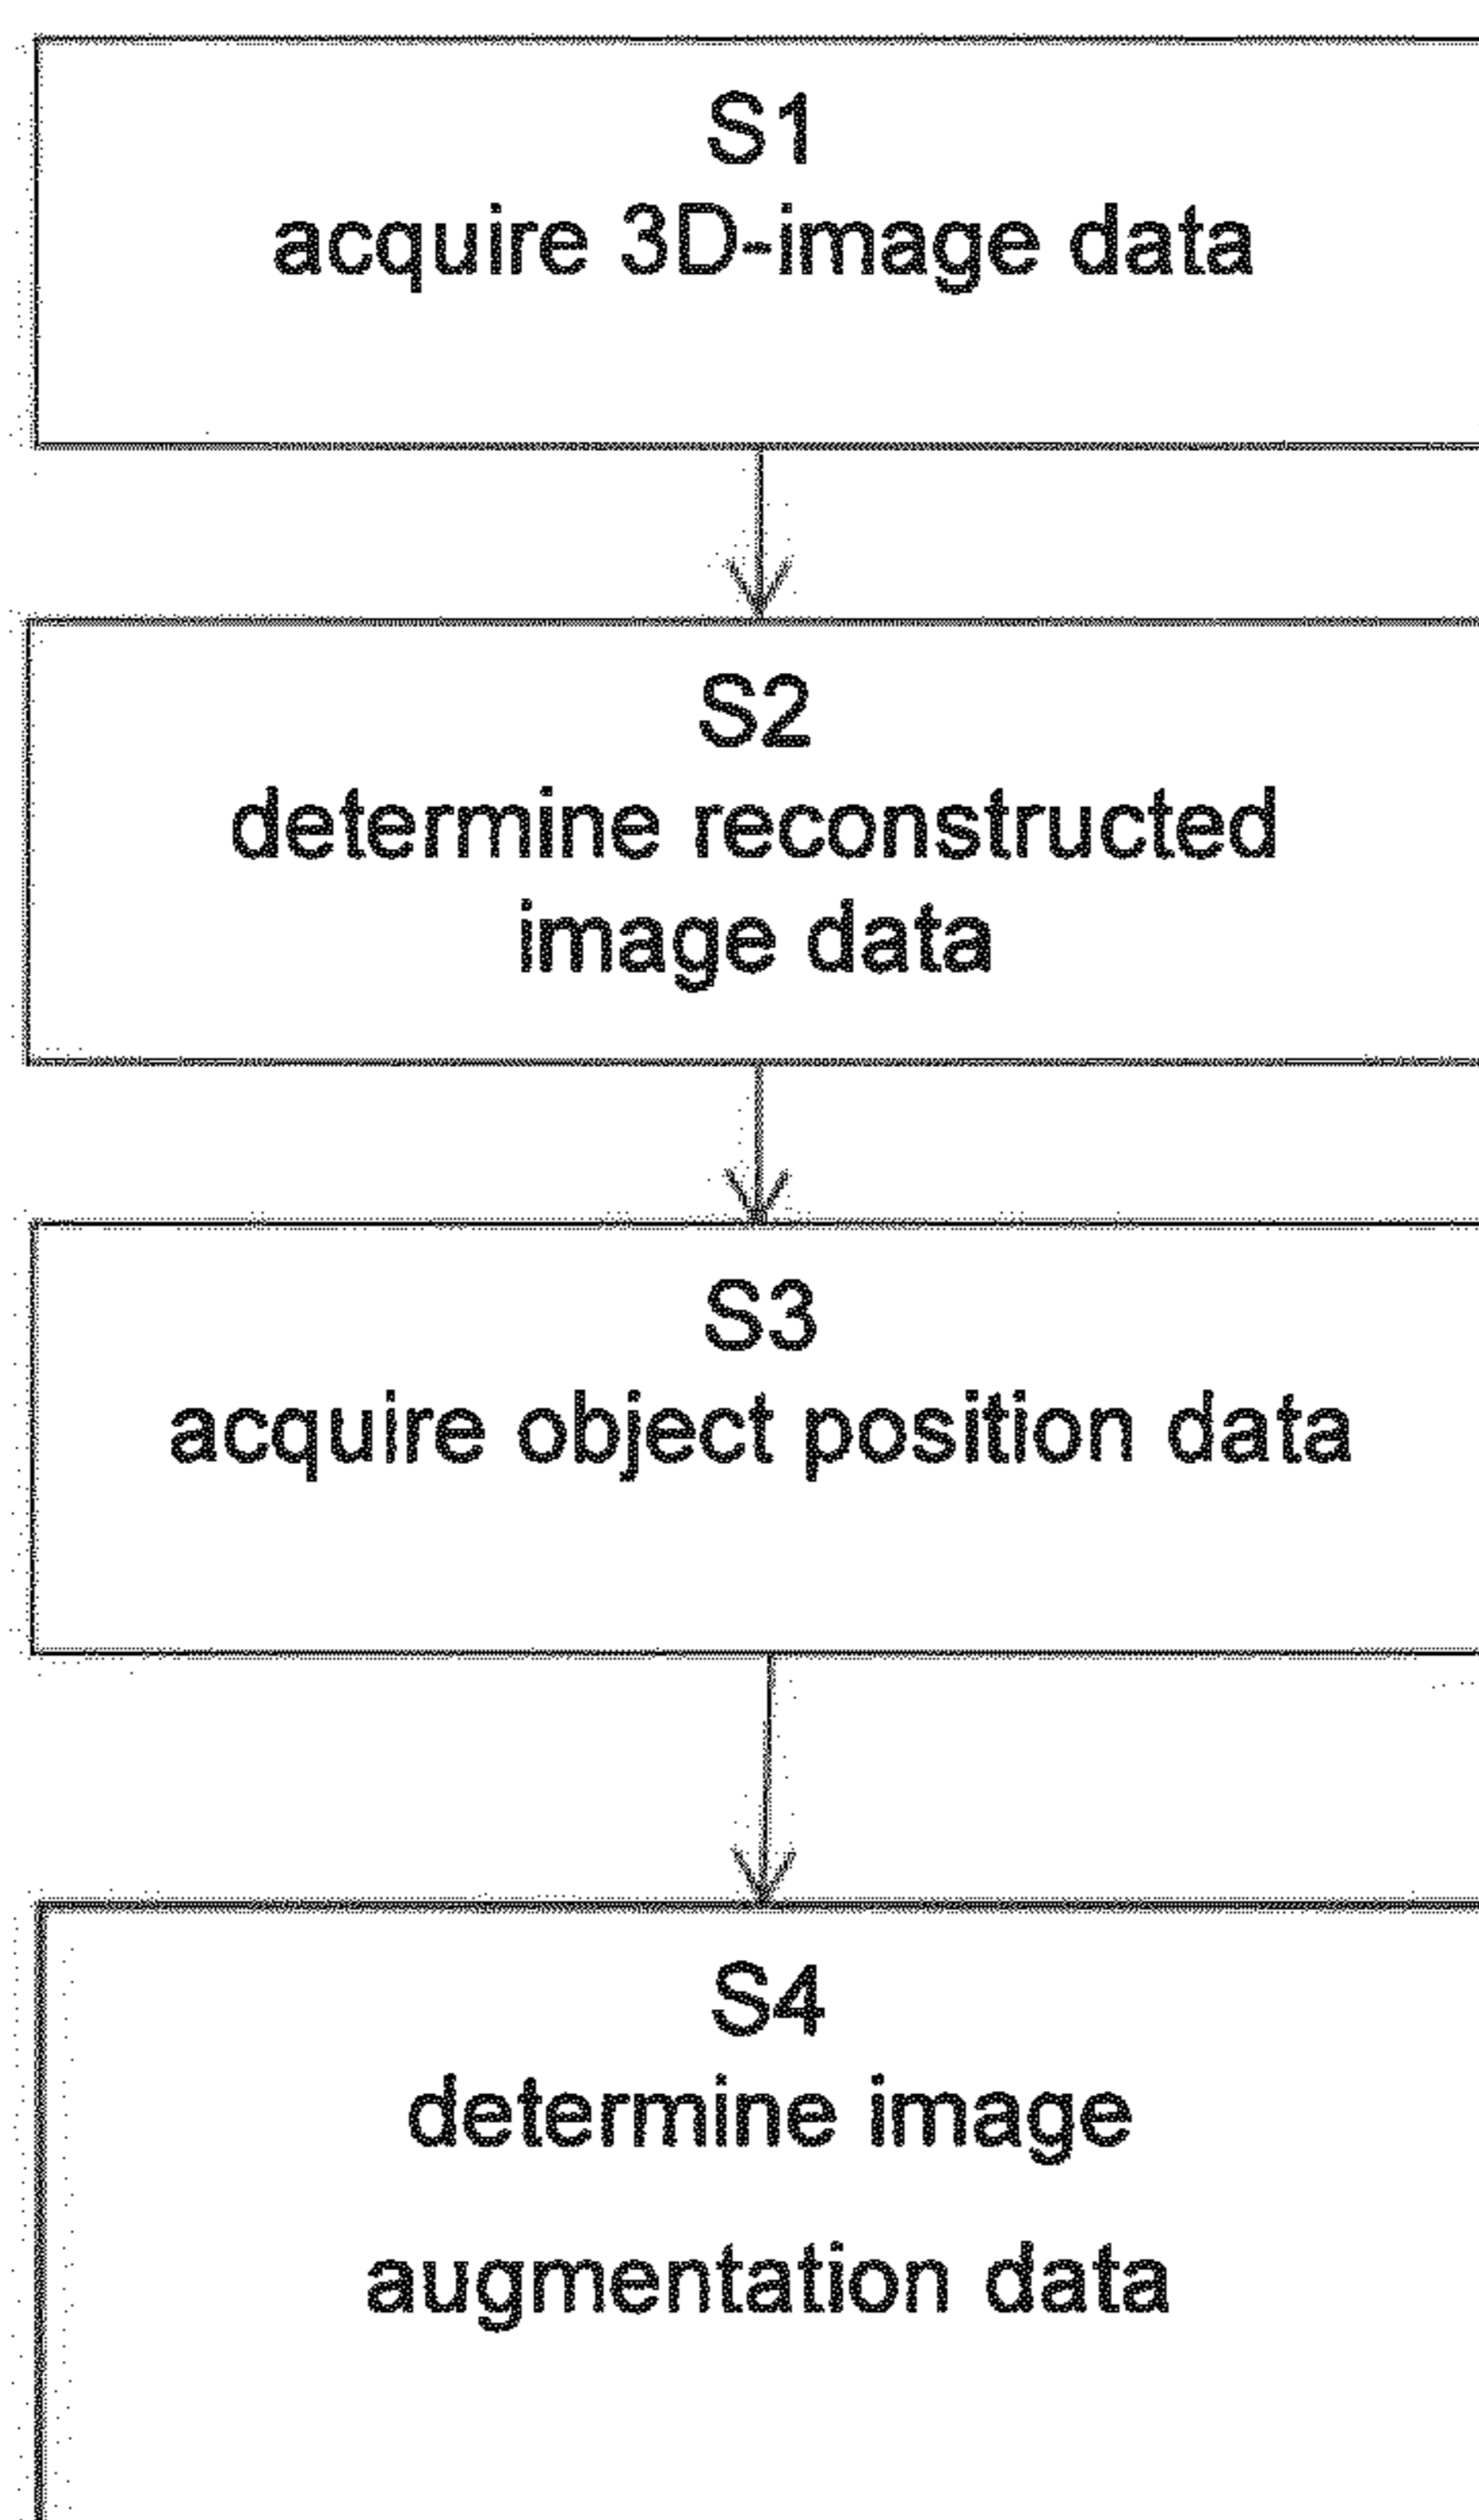 S1
acquire 3D-image data
S2
determine reconstructed
image data
S3
acquire object position data
S4
determine image
augmentation data